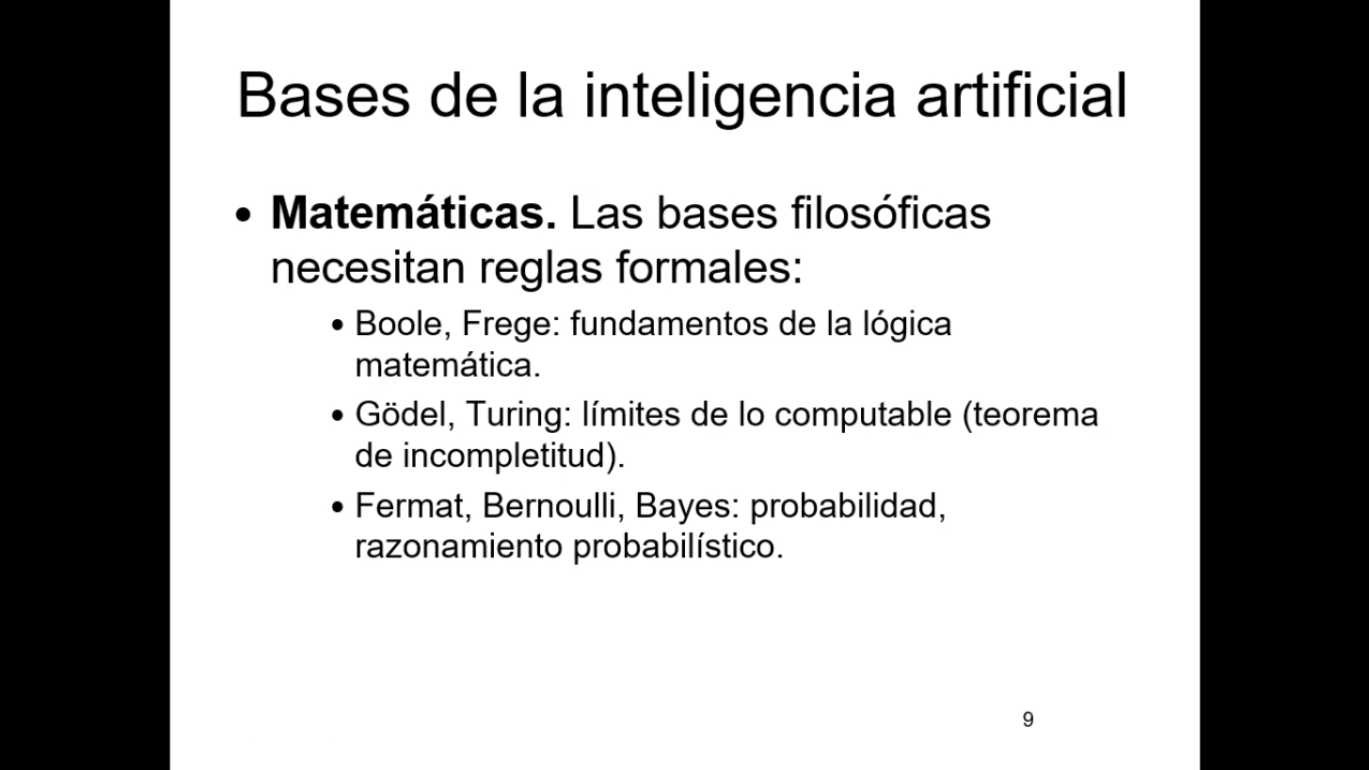 Bases de la inteligencia artificial
• Matemáticas. Las bases filosóficas
necesitan reglas formales:
• Boole, Frege: fundamentos de la lógica
matemática.
• Gödel, Turing: límites de lo computable (teorema
de incompletitud).
• Fermat, Bernoulli, Bayes: probabilidad,
razonamiento probabilístico.
9